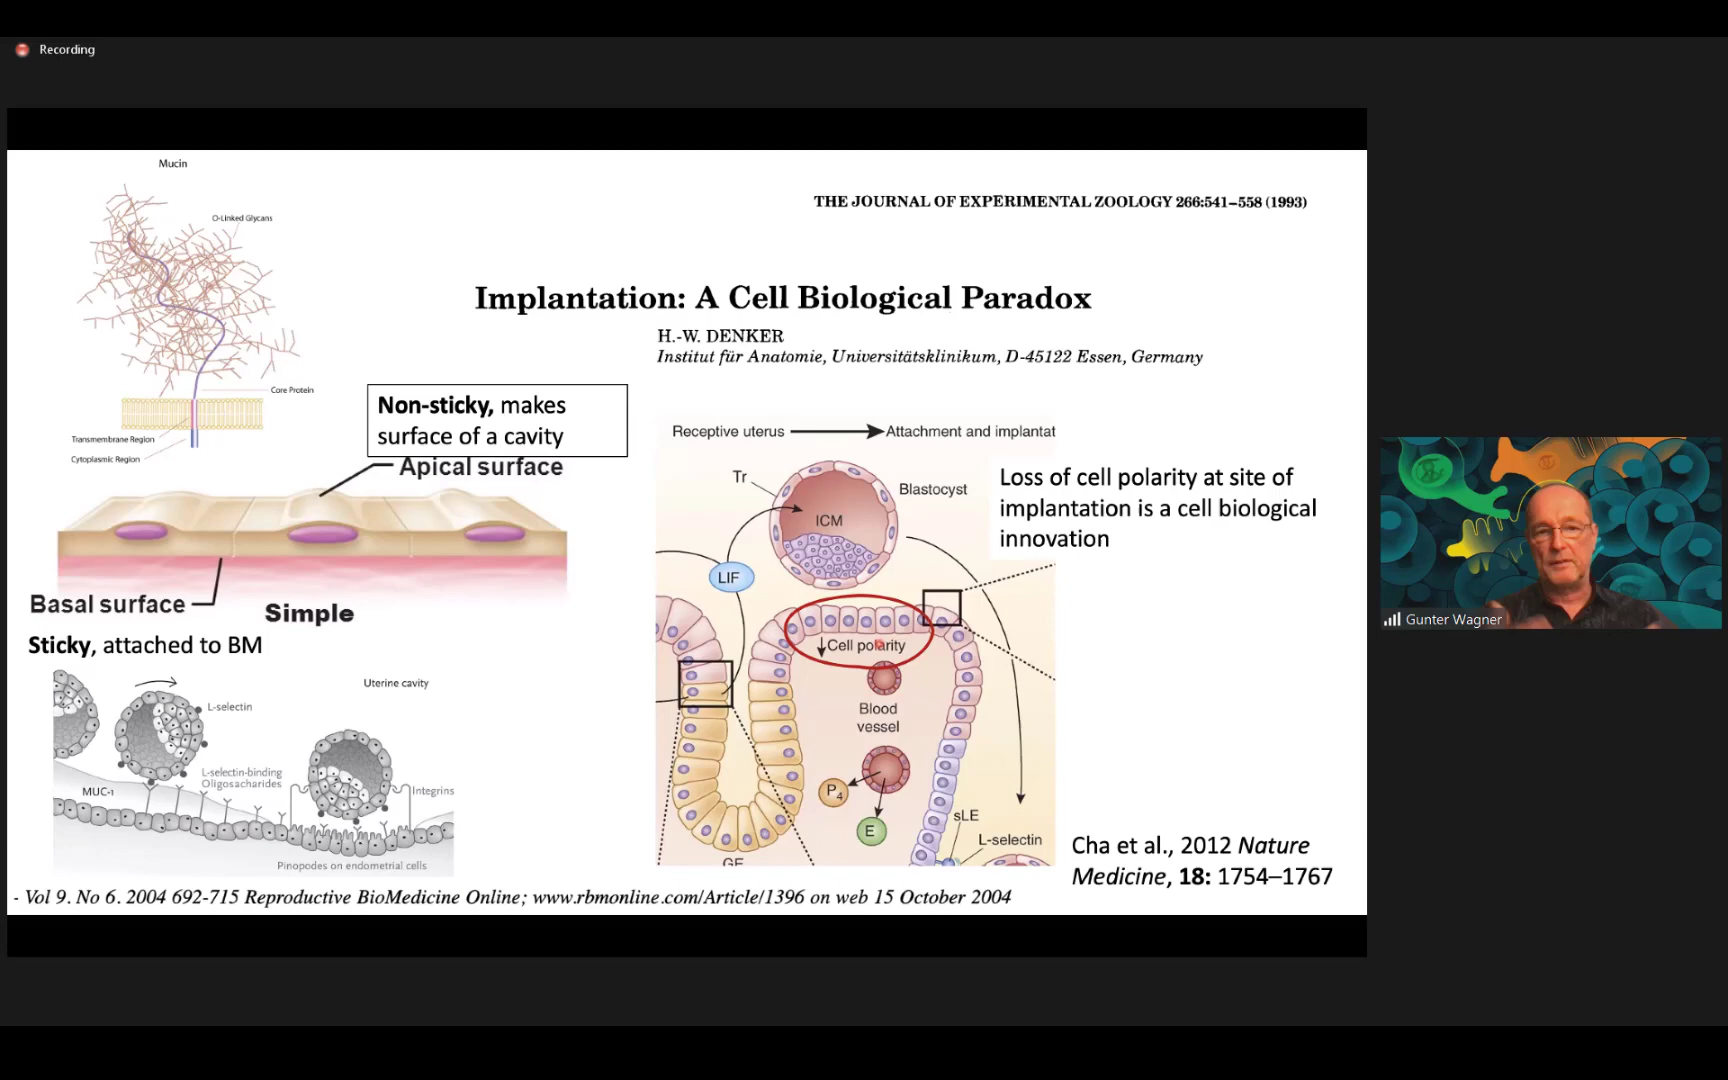 Recording
Mucin
O-Linked Glycans
Core Protein
Transmembrane Region
Cytoplasmic Region
THE JOURNAL OF EXPERIMENTAL ZOOLOGY 266:541–558 (1993)
Implantation: A Cell Biological Paradox
H.-W. DENKER
Institut für Anatomie, Universitätsklinikum, D-45122 Essen, Germany
Non-sticky, makes
surface of a cavity
Apical surface
Basal surface
Simple
Sticky, attached to BM
Receptive uterus
Attachment and implantat
Tr
Blastocyst
ICM
LIF
Loss of cell polarity at site of
implantation is a cell biological
innovation
↓Cell polarity
Blood
vessel
P4
E
sLE
L-selectin
GE
Uterine cavity
L-selectin
L-selectin-binding
Oligosacharides
MUC-1
Integrins
Pinopodes on endometrial cells
Cha et al., 2012 Nature
Medicine, 18: 1754–1767
- Vol 9. No 6. 2004 692-715 Reproductive BioMedicine Online; www.rbmonline.com/Article/1396 on web 15 October 2004
Gunter Wagner